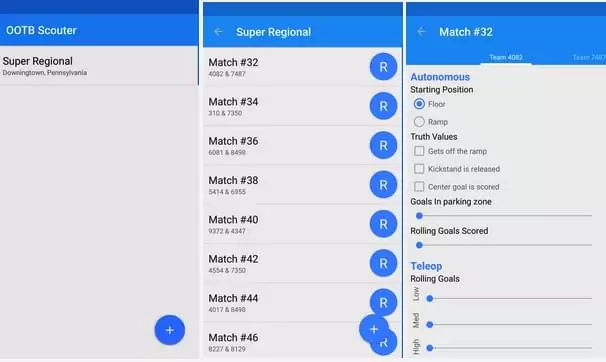 OOTB Scouter
Super Regional
Downingtown, Pennsylvania
+
Super Regional
Match #32
4082 & 7487
R
Match #34
310 & 7350
R
Match #36
6081 & 8498
R
Match #38
5414 & 6955
R
Match #40
9372 & 4347
R
Match #42
4554 & 7350
R
Match #44
4017 & 8498
R
Match #46
8227 & 8129
R
+
Match #32
Team 4082
Team 7487
Autonomous
Starting Position
Floor
Ramp
Truth Values
Gets off the ramp
Kickstand is released
Center goal is scored
Goals In parking zone
Rolling Goals Scored
Teleop
Rolling Goals
Low
Med
High